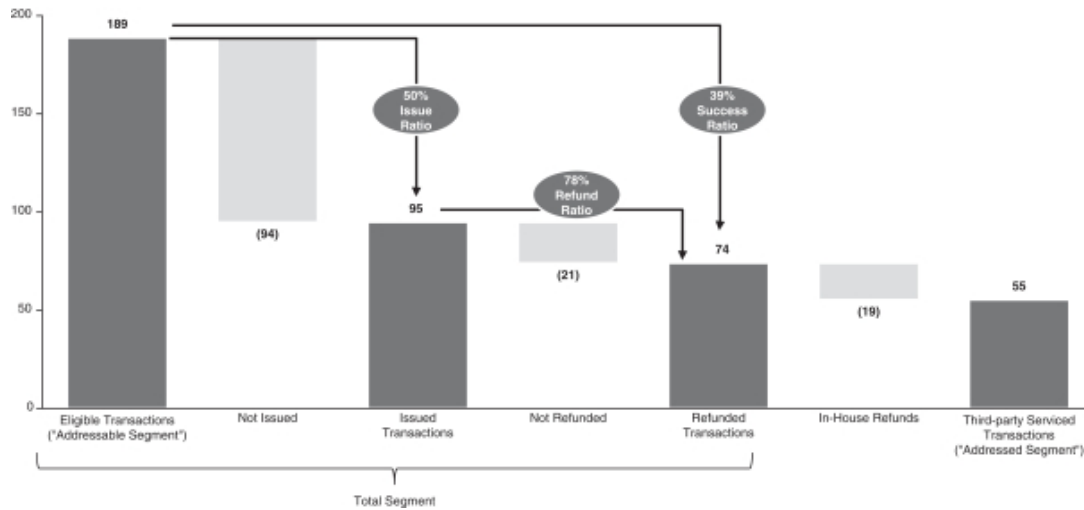 200
189
150
50%
Issue
Ratio
39%
Success
Ratio
78%
Refund
Ratio
100
95
(94)
(21)
74
50
(19)
55
0
Eligible Transactions
("Addressable Segment")
Not Issued
Issued
Transactions
Not Refunded
Refunded
Transactions
In-House Refunds
Third-party Serviced
Transactions
("Addressed Segment")
Total Segment